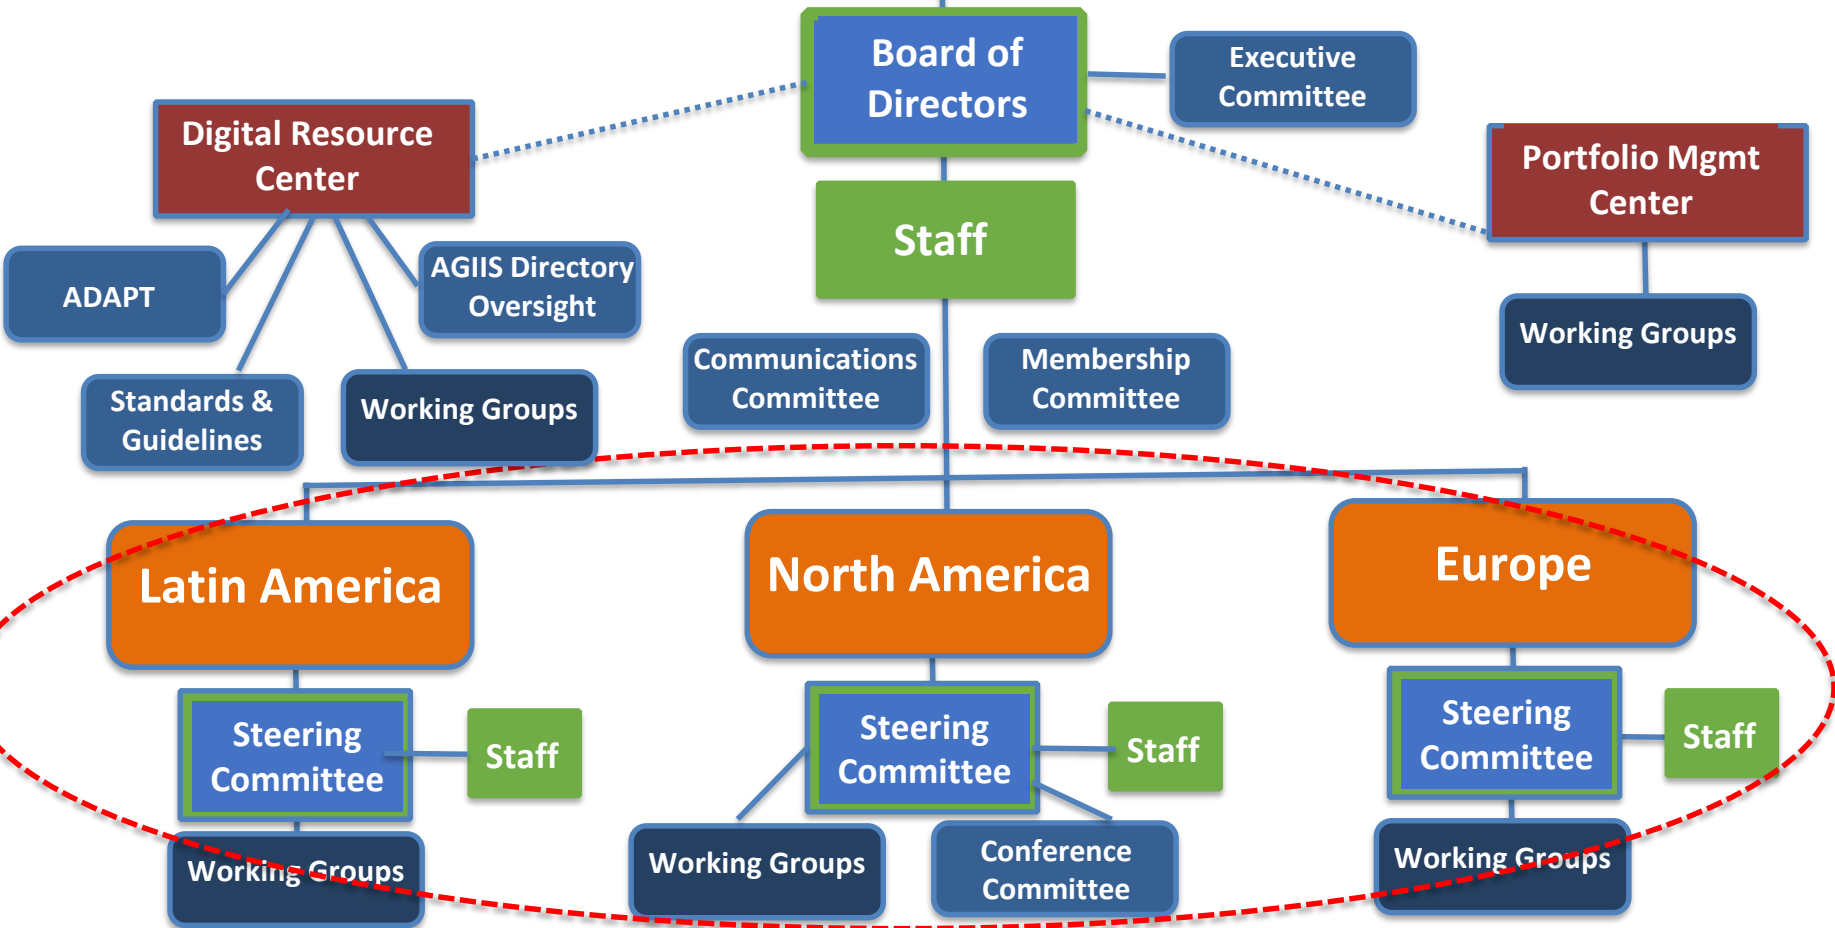 Board of
Directors
Executive
Committee
Digital Resource
Center
Portfolio Mgmt
Center
Staff
ADAPT
AGIIS Directory
Oversight
Standards &
Guidelines
Working Groups
Communications
Committee
Membership
Committee
Working Groups
Latin America
North America
Europe
Steering
Committee
Staff
Steering
Committee
Staff
Steering
Committee
Staff
Working Groups
Working Groups
Conference
Committee
Working Groups